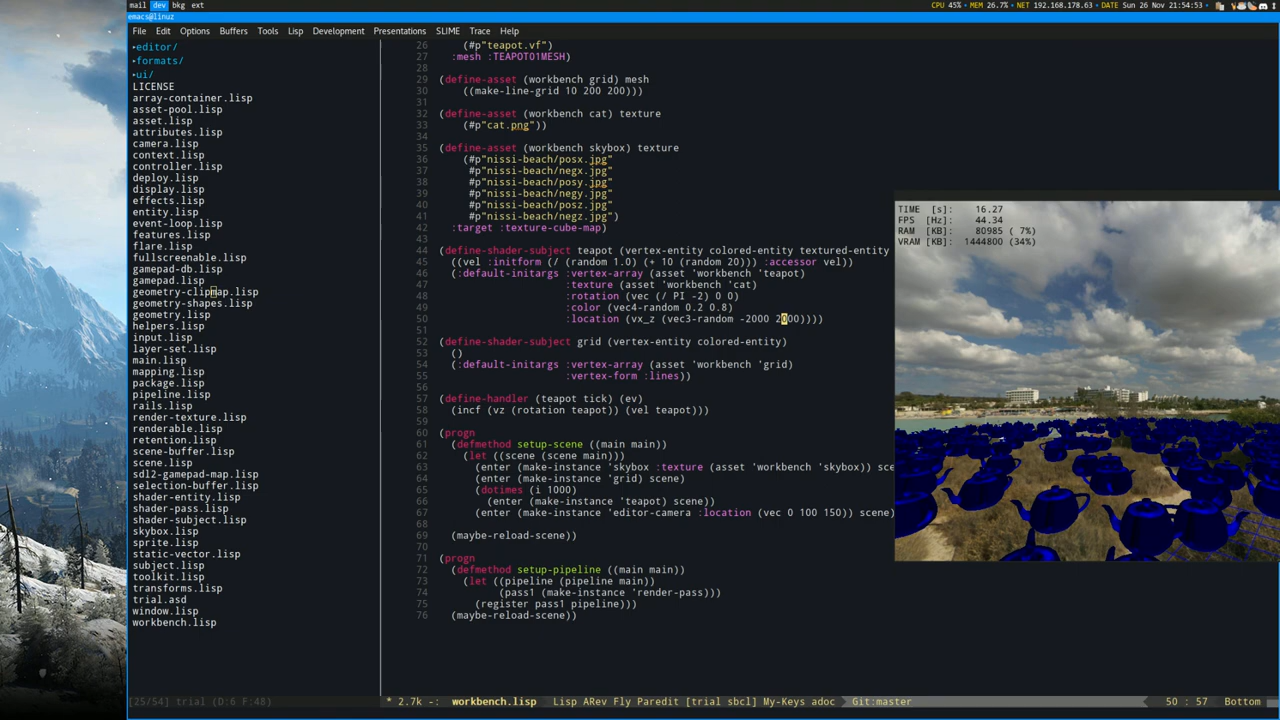 mail dev bkg ext
CPU 45% MEM 26.7% NET 192.168.178.63 DATE Sun 26 Nov 21:54:53
emacs@linuz
File Edit Options Buffers Tools Lisp Development Presentations SLIME Trace Help
editor/
formats/
ui/
LICENSE
array-container.lisp
asset-pool.lisp
asset.lisp
attributes.lisp
camera.lisp
context.lisp
controller.lisp
deploy.lisp
display.lisp
effects.lisp
entity.lisp
event-loop.lisp
features.lisp
flare.lisp
fullscreenable.lisp
gamepad-db.lisp
gamepad.lisp
geometry-clipmap.lisp
geometry-shapes.lisp
geometry.lisp
helpers.lisp
input.lisp
layer-set.lisp
main.lisp
mapping.lisp
package.lisp
pipeline.lisp
rails.lisp
render-texture.lisp
renderable.lisp
retention.lisp
scene-buffer.lisp
scene.lisp
sdl2-gamepad-map.lisp
selection-buffer.lisp
shader-entity.lisp
shader-pass.lisp
shader-subject.lisp
skybox.lisp
sprite.lisp
static-vector.lisp
subject.lisp
toolkit.lisp
transforms.lisp
trial.asd
window.lisp
workbench.lisp
26 (#p"teapot.vf")
27 :mesh :TEAPOT01MESH)
28
29 (define-asset (workbench grid) mesh
30 ((make-line-grid 10 200 200)))
31
32 (define-asset (workbench cat) texture
33 (#p"cat.png"))
34
35 (define-asset (workbench skybox) texture
36 (#p"nissi-beach/posx.jpg"
37 #p"nissi-beach/negx.jpg"
38 #p"nissi-beach/posy.jpg"
39 #p"nissi-beach/negy.jpg"
40 #p"nissi-beach/posz.jpg"
41 #p"nissi-beach/negz.jpg")
42 :target :texture-cube-map)
43
44 (define-shader-subject teapot (vertex-entity colored-entity textured-entity
45 ((vel :initform (/ (random 1.0) (+ 10 (random 20))) :accessor vel))
46 (:default-initargs :vertex-array (asset 'workbench 'teapot)
47 :texture (asset 'workbench 'cat)
48 :rotation (vec (/ PI -2) 0 0)
49 :color (vec4-random 0.2 0.8)
50 :location (vx_z (vec3-random -2000 2000))))
51
52 (define-shader-subject grid (vertex-entity colored-entity)
53 ()
54 (:default-initargs :vertex-array (asset 'workbench 'grid)
55 :vertex-form :lines))
56
57 (define-handler (teapot tick) (ev)
58 (incf (vz (rotation teapot)) (vel teapot)))
59
60 (progn
61 (defmethod setup-scene ((main main))
62 (let ((scene (scene main)))
63 (enter (make-instance 'skybox :texture (asset 'workbench 'skybox)) sce
64 (enter (make-instance 'grid) scene)
65 (dotimes (i 1000)
66 (enter (make-instance 'teapot) scene))
67 (enter (make-instance 'editor-camera :location (vec 0 100 150)) scene)
68
69 (maybe-reload-scene))
70
71 (progn
72 (defmethod setup-pipeline ((main main))
73 (let ((pipeline (pipeline main))
74 (pass1 (make-instance 'render-pass)))
75 (register pass1 pipeline)))
76 (maybe-reload-scene))
TIME [s]: 16.27
FPS [Hz]: 44.34
RAM [KB]: 80985 ( 7%)
VRAM [KB]: 1444800 (34%)
[25/54] trial (D:6 F:48)
* 2.7k -: workbench.lisp Lisp ARev Fly Paredit [trial sbcl] My-Keys adoc Git:master 50 : 57 Bottom